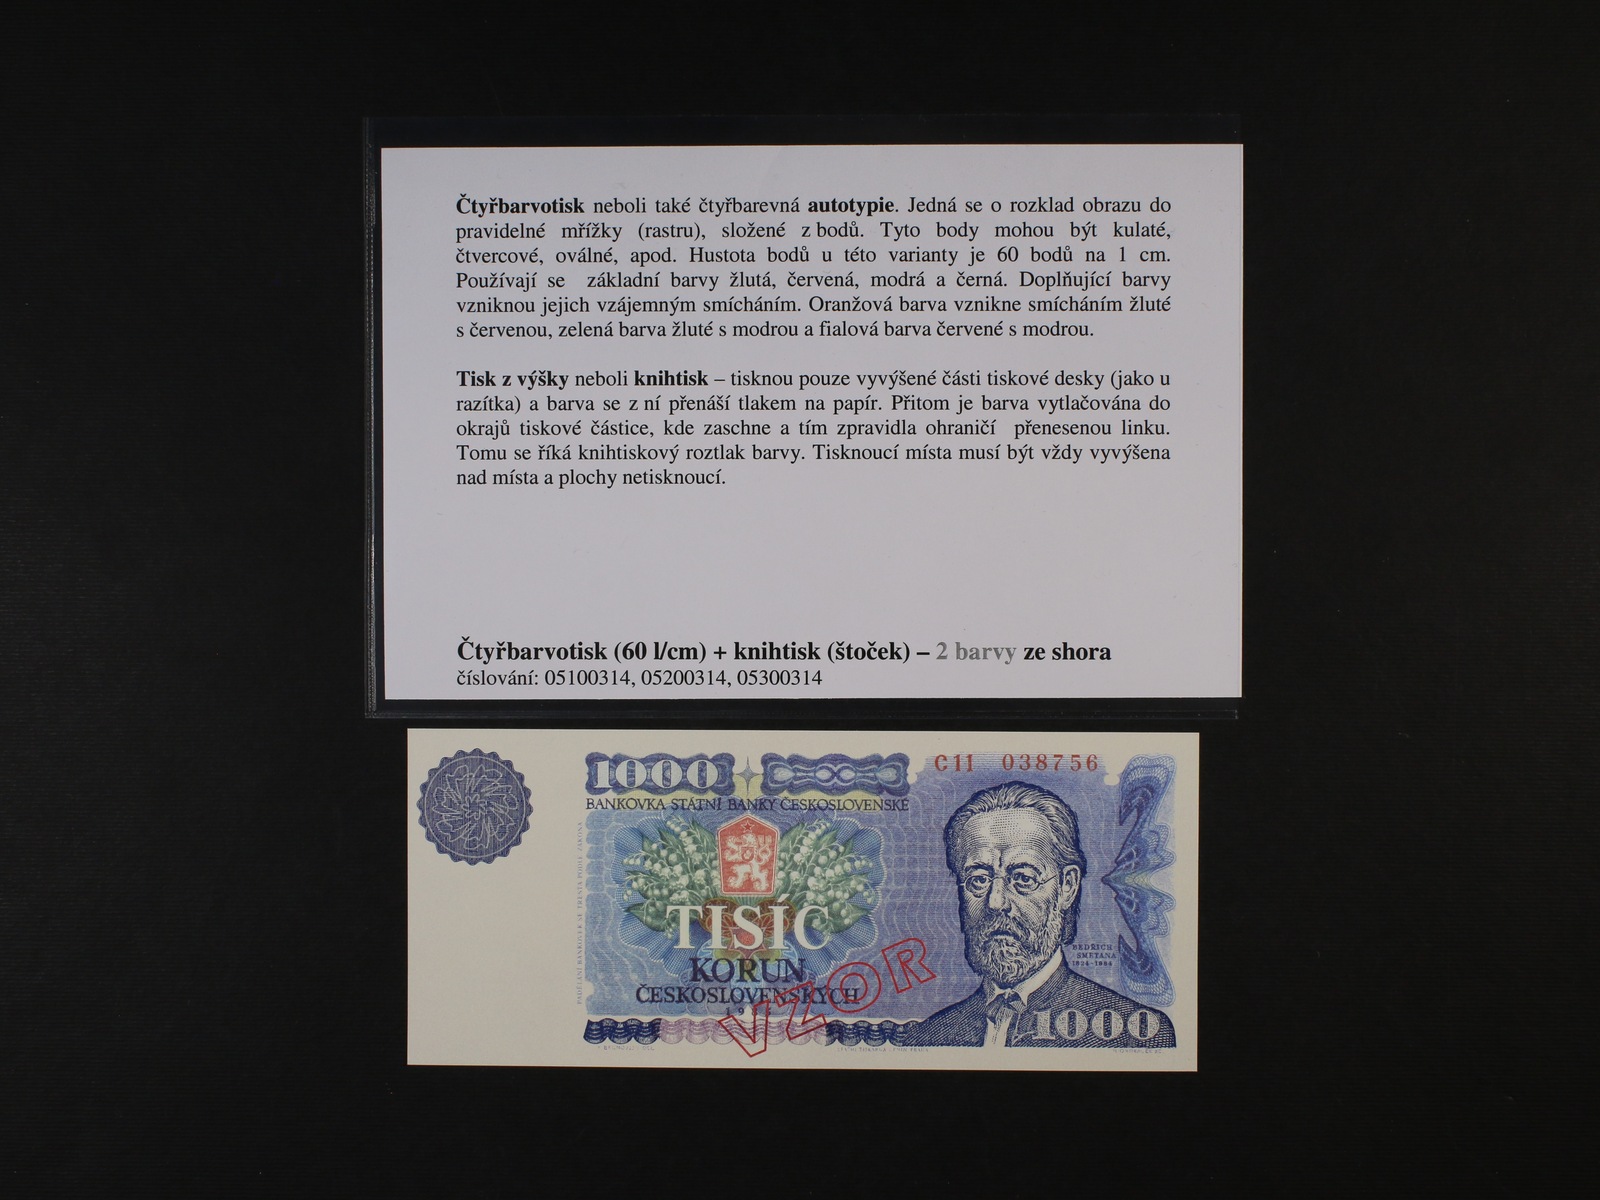 Čtyřbarvotisk neboli také čtyřbarevná autotypie. Jedná se o rozklad obrazu do
pravidelné mřížky (rastru), složené z bodů. Tyto body mohou být kulaté,
čtvercové, oválné, apod. Hustota bodů u této varianty je 60 bodů na 1 cm.
Používají se základní barvy žlutá, červená, modrá a černá. Doplňující barvy
vzniknou jejich vzájemným smícháním. Oranžová barva vznikne smícháním žluté
s červenou, zelená barva žluté s modrou a fialová barva červené s modrou.
Tisk z výšky neboli knihtisk – tisknou pouze vyvýšené části tiskové desky (jako u
razítka) a barva se z ní přenáší tlakem na papír. Přitom je barva vytlačována do
okrajů tiskové částice, kde zaschne a tím zpravidla ohraničí přenesenou linku.
Tomu se říká knihtiskový roztlak barvy. Tisknoucí místa musí být vždy vyvýšena
nad místa a plochy netisknoucí.
Čtyřbarvotisk (60 l/cm) + knihtisk (štoček) – 2 barvy ze shora
číslování: 05100314, 05200314, 05300314
1000
C11 038756
BANKOVKA STÁTNÍ BANKY ČESKOSLOVENSKÉ
PADĚLÁNÍ BANKOVEK SE TRESTÁ PODLE ZÁKONA
TISÍC
KORUN
ČESKOSLOVENSKÝCH
VZOR
BEDŘICH
SMETANA
1824-1884
1000